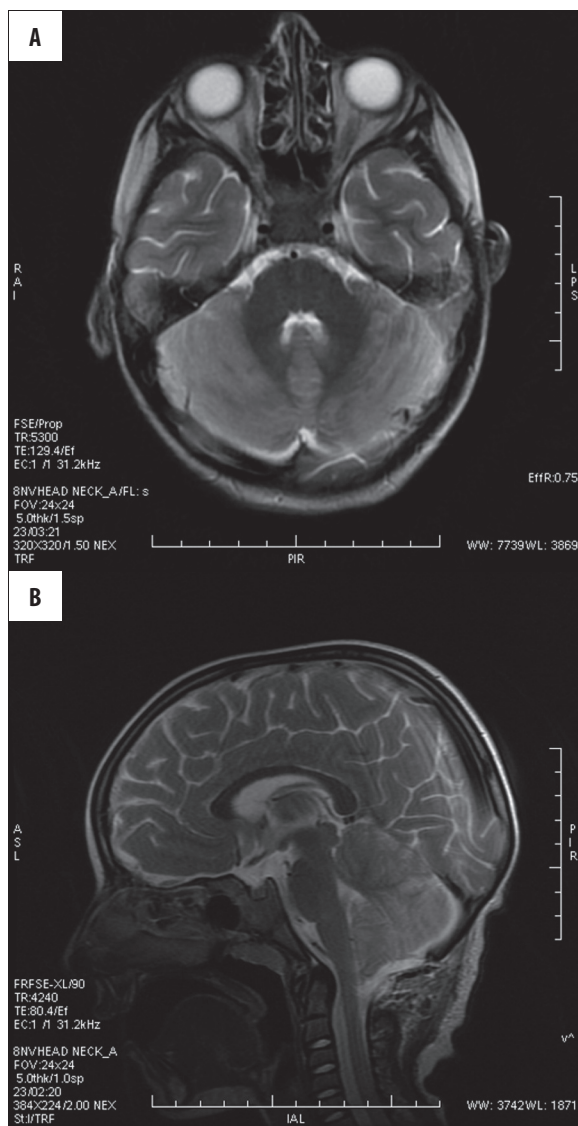 A
R
A
I
L
P
S
FSE/Prop
TR:5300
TE:129.4/Ef
EC:1 /1 31.2kHz
8NVHEAD NECK_A/FL: s
FOV:24x24
5.0thk/1.5sp
23/03:21
320X320/1.50 NEX
TRF
PIR
EffR:0.75
WW: 7739WL: 3869
B
A
S
L
P
I
R
FRFSE-XL/90
TR:4240
TE:80.4/Ef
EC:1 /1 31.2kHz
8NVHEAD NECK_A
FOV:24x24
5.0thk/1.0sp
23/02:20
384X224/2.00 NEX
St:I/TRF
IAL
v^
WW: 3742WL: 1871